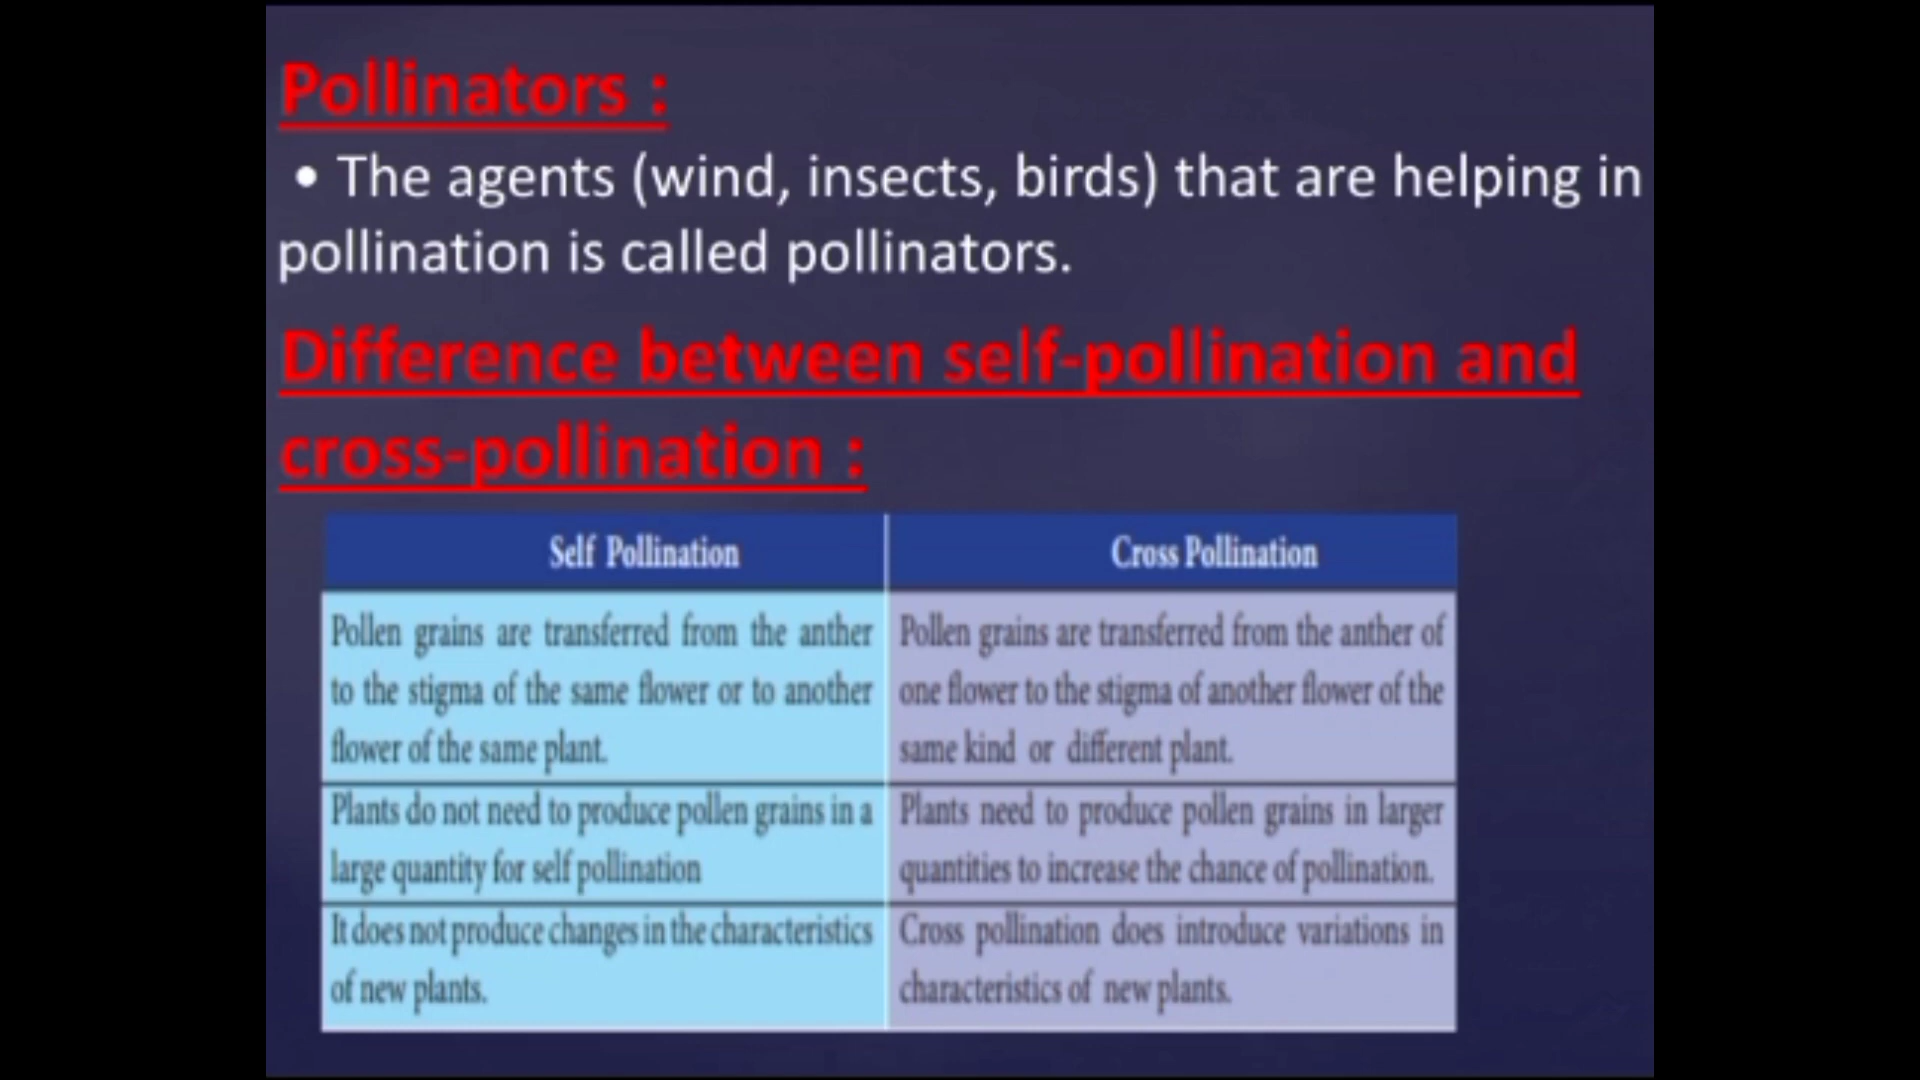 Pollinators :
• The agents (wind, insects, birds) that are helping in
pollination is called pollinators.
Difference between self-pollination and
cross-pollination :
Self Pollination
Cross Pollination
Pollen grains are transferred from the anther
to the stigma of the same flower or to another
flower of the same plant.
Pollen grains are transferred from the anther of
one flower to the stigma of another flower of the
same kind or different plant.
Plants do not need to produce pollen grains in a
large quantity for self pollination
Plants need to produce pollen grains in larger
quantities to increase the chance of pollination.
It does not produce changes in the characteristics
of new plants.
Cross pollination does introduce variations in
characteristics of new plants.